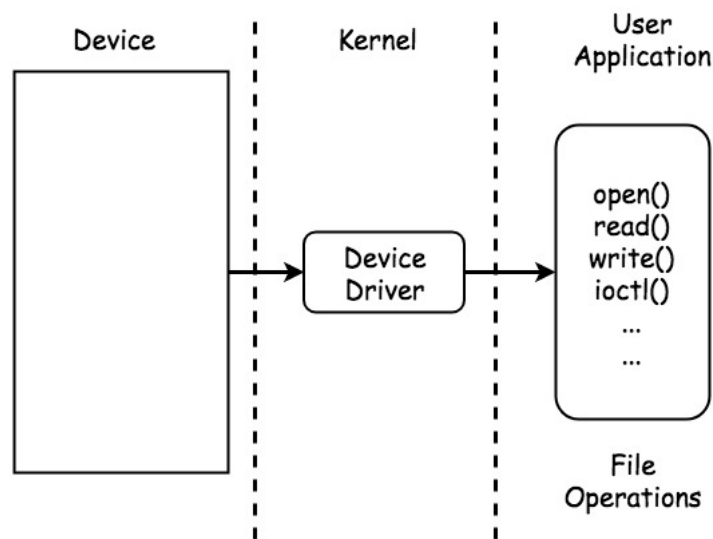 Device
Kernel
User
Application
Device
Driver
open()
read()
write()
ioctl()
...
...
File
Operations